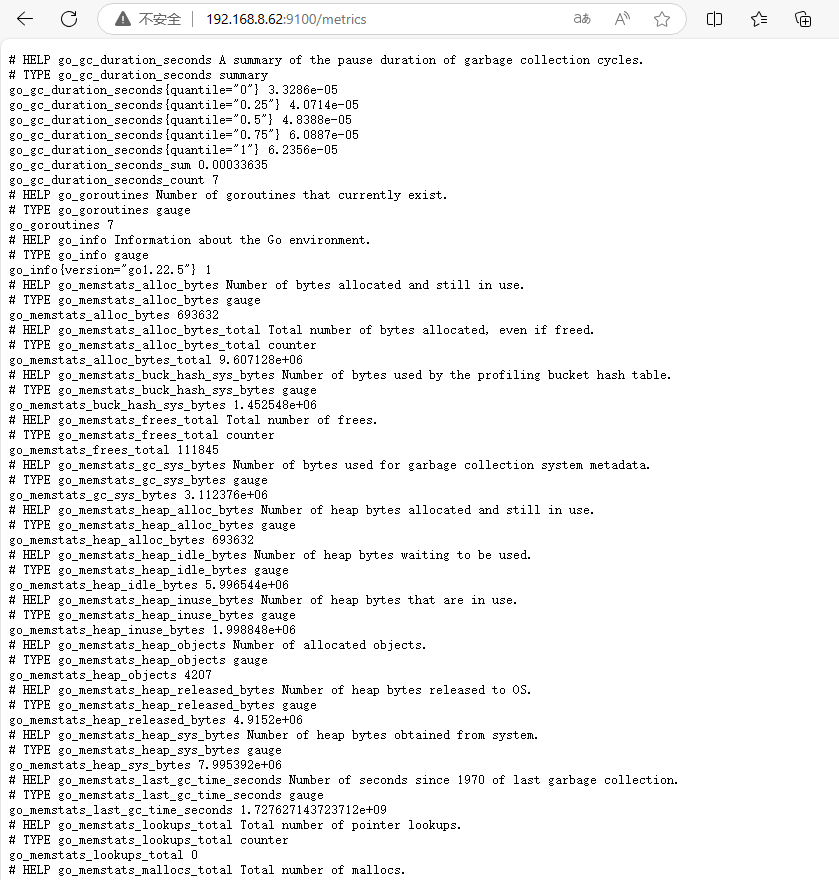 不安全 192.168.8.62:9100/metrics aあ A
# HELP go_gc_duration_seconds A summary of the pause duration of garbage collection cycles.
# TYPE go_gc_duration_seconds summary
go_gc_duration_seconds{quantile="0"} 3.3286e-05
go_gc_duration_seconds{quantile="0.25"} 4.0714e-05
go_gc_duration_seconds{quantile="0.5"} 4.8388e-05
go_gc_duration_seconds{quantile="0.75"} 6.0887e-05
go_gc_duration_seconds{quantile="1"} 6.2356e-05
go_gc_duration_seconds_sum 0.00033635
go_gc_duration_seconds_count 7
# HELP go_goroutines Number of goroutines that currently exist.
# TYPE go_goroutines gauge
go_goroutines 7
# HELP go_info Information about the Go environment.
# TYPE go_info gauge
go_info{version="go1.22.5"} 1
# HELP go_memstats_alloc_bytes Number of bytes allocated and still in use.
# TYPE go_memstats_alloc_bytes gauge
go_memstats_alloc_bytes 693632
# HELP go_memstats_alloc_bytes_total Total number of bytes allocated, even if freed.
# TYPE go_memstats_alloc_bytes_total counter
go_memstats_alloc_bytes_total 9.607128e+06
# HELP go_memstats_buck_hash_sys_bytes Number of bytes used by the profiling bucket hash table.
# TYPE go_memstats_buck_hash_sys_bytes gauge
go_memstats_buck_hash_sys_bytes 1.452548e+06
# HELP go_memstats_frees_total Total number of frees.
# TYPE go_memstats_frees_total counter
go_memstats_frees_total 111845
# HELP go_memstats_gc_sys_bytes Number of bytes used for garbage collection system metadata.
# TYPE go_memstats_gc_sys_bytes gauge
go_memstats_gc_sys_bytes 3.112376e+06
# HELP go_memstats_heap_alloc_bytes Number of heap bytes allocated and still in use.
# TYPE go_memstats_heap_alloc_bytes gauge
go_memstats_heap_alloc_bytes 693632
# HELP go_memstats_heap_idle_bytes Number of heap bytes waiting to be used.
# TYPE go_memstats_heap_idle_bytes gauge
go_memstats_heap_idle_bytes 5.996544e+06
# HELP go_memstats_heap_inuse_bytes Number of heap bytes that are in use.
# TYPE go_memstats_heap_inuse_bytes gauge
go_memstats_heap_inuse_bytes 1.998848e+06
# HELP go_memstats_heap_objects Number of allocated objects.
# TYPE go_memstats_heap_objects gauge
go_memstats_heap_objects 4207
# HELP go_memstats_heap_released_bytes Number of heap bytes released to OS.
# TYPE go_memstats_heap_released_bytes gauge
go_memstats_heap_released_bytes 4.9152e+06
# HELP go_memstats_heap_sys_bytes Number of heap bytes obtained from system.
# TYPE go_memstats_heap_sys_bytes gauge
go_memstats_heap_sys_bytes 7.995392e+06
# HELP go_memstats_last_gc_time_seconds Number of seconds since 1970 of last garbage collection.
# TYPE go_memstats_last_gc_time_seconds gauge
go_memstats_last_gc_time_seconds 1.727627143723712e+09
# HELP go_memstats_lookups_total Total number of pointer lookups.
# TYPE go_memstats_lookups_total counter
go_memstats_lookups_total 0
# HELP go_memstats_mallocs_total Total number of mallocs.